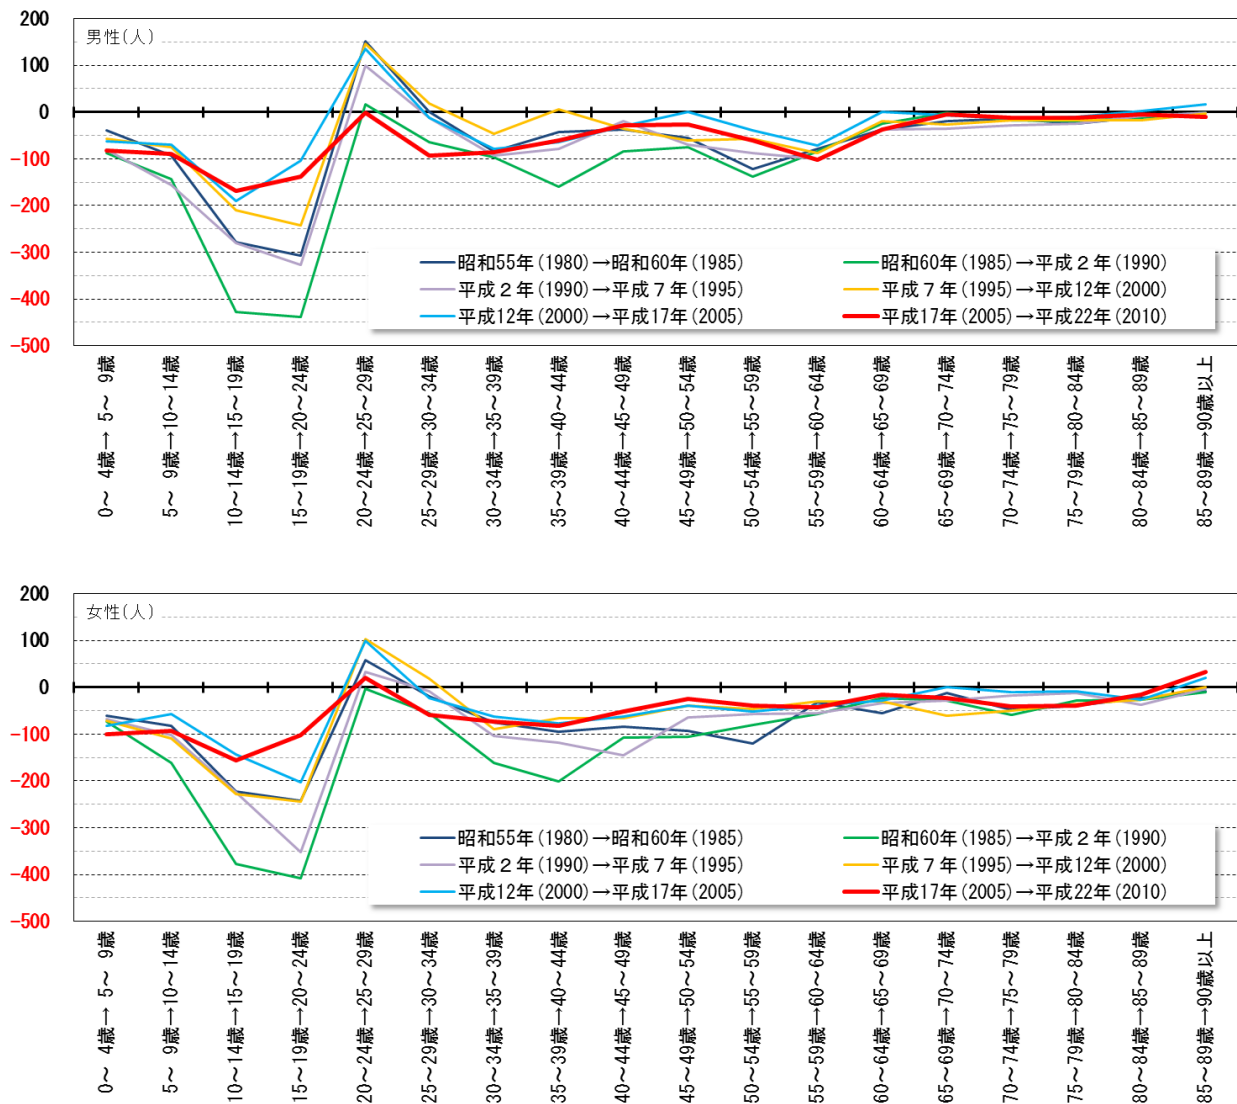 200
100
0
-100
-200
-300
-400
-500
男性(人)
昭和55年(1980)→昭和60年(1985)
昭和60年(1985)→平成２年(1990)
平成２年(1990)→平成７年(1995)
平成７年(1995)→平成12年(2000)
平成12年(2000)→平成17年(2005)
平成17年(2005)→平成22年(2010)
0～ 4歳→ 5～ 9歳
5～ 9歳→10～14歳
10～14歳→15～19歳
15～19歳→20～24歳
20～24歳→25～29歳
25～29歳→30～34歳
30～34歳→35～39歳
35～39歳→40～44歳
40～44歳→45～49歳
45～49歳→50～54歳
50～54歳→55～59歳
55～59歳→60～64歳
60～64歳→65～69歳
65～69歳→70～74歳
70～74歳→75～79歳
75～79歳→80～84歳
80～84歳→85～89歳
85～89歳→90歳以上
200
100
0
-100
-200
-300
-400
-500
女性(人)
昭和55年(1980)→昭和60年(1985)
昭和60年(1985)→平成２年(1990)
平成２年(1990)→平成７年(1995)
平成７年(1995)→平成12年(2000)
平成12年(2000)→平成17年(2005)
平成17年(2005)→平成22年(2010)
0～ 4歳→ 5～ 9歳
5～ 9歳→10～14歳
10～14歳→15～19歳
15～19歳→20～24歳
20～24歳→25～29歳
25～29歳→30～34歳
30～34歳→35～39歳
35～39歳→40～44歳
40～44歳→45～49歳
45～49歳→50～54歳
50～54歳→55～59歳
55～59歳→60～64歳
60～64歳→65～69歳
65～69歳→70～74歳
70～74歳→75～79歳
75～79歳→80～84歳
80～84歳→85～89歳
85～89歳→90歳以上